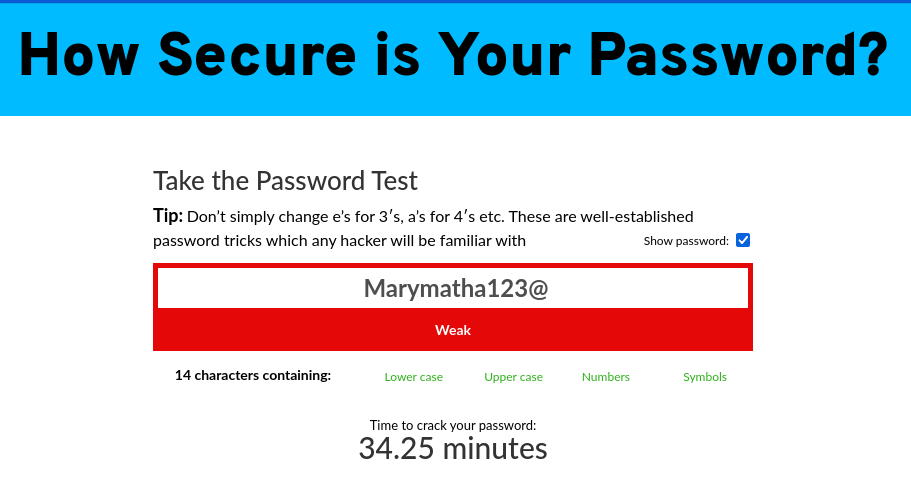 How Secure is Your Password?
Take the Password Test
Tip: Don't simply change e's for 3′s, a's for 4′s etc. These are well-established
password tricks which any hacker will be familiar with
Show password:
Marymatha123@
Weak
14 characters containing:
Lower case
Upper case
Numbers
Symbols
Time to crack your password:
34.25 minutes